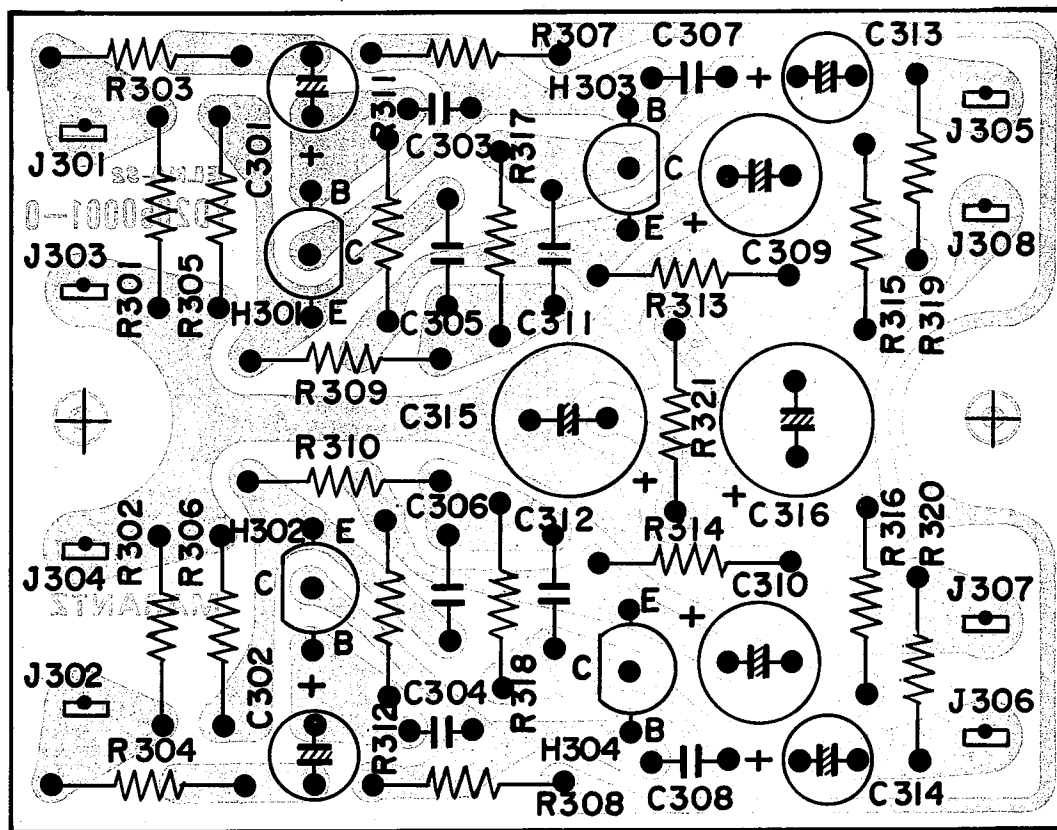 R303
R307
C307
C313
H303
B
+
R311
C303
R317
C301
J301
+
B
C
C
J305
E
+
J308
J303
C309
R301
R305
H301
E
C305
C311
R313
R315
R319
R309
C315
R321
R310
+
+
C316
C306
C312
R314
R302
R306
H302
E
R316
R320
J304
C
C310
E
+
J307
MARANTZ
B
C
J302
C302
+
R318
C304
B
J306
R304
R312
H304
+
R308
C308
C314